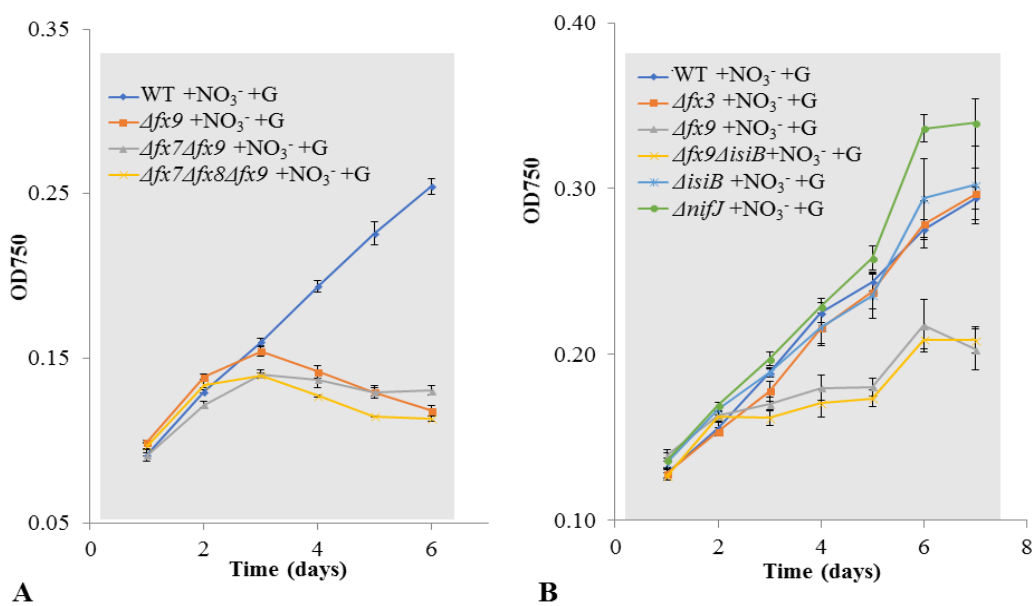 0.35
WT +NO₃⁻ +G
Δfx9 +NO₃⁻ +G
Δfx7Δfx9 +NO₃⁻ +G
Δfx7Δfx8Δfx9 +NO₃⁻ +G
0.25
OD750
0.15
0.05
0 2 4 6
Time (days)
A
0.40
WT +NO₃⁻ +G
Δfx3 +NO₃⁻ +G
Δfx9 +NO₃⁻ +G
Δfx9ΔisiB+NO₃⁻ +G
ΔisiB +NO₃⁻ +G
ΔnifJ +NO₃⁻ +G
OD750
0.30
0.20
0.10
0 2 4 6 8
Time (days)
B